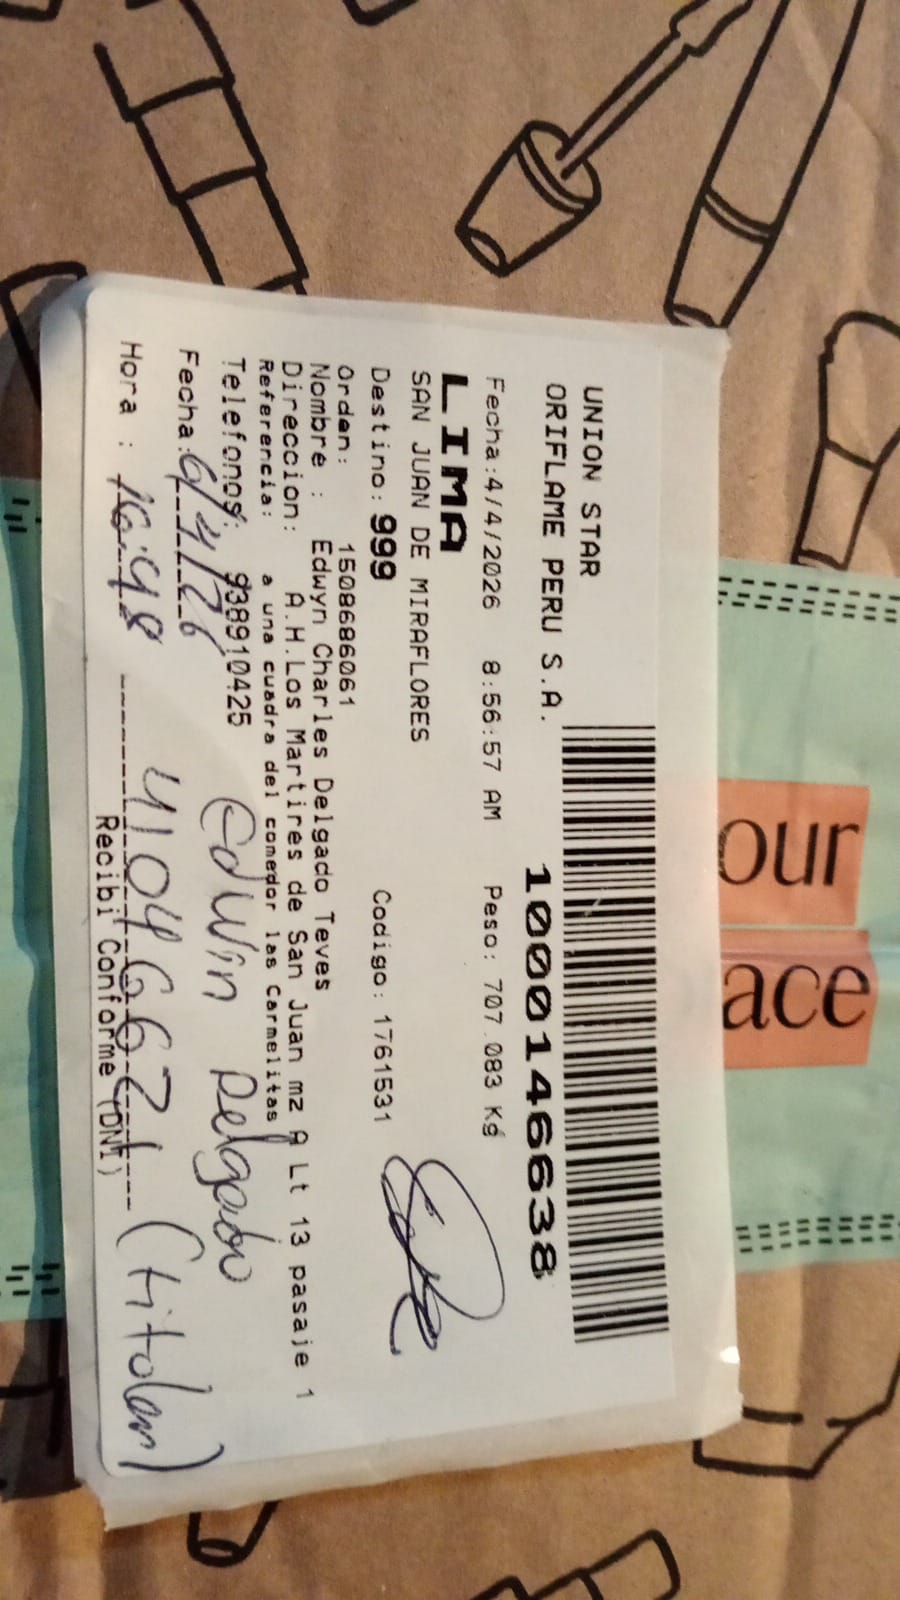 UNION STAR
ORIFLAME PERU S.A.
10001466638
Fecha:4/4/2026 8:56:57 AM Peso: 707.083 Kg
LIMA
SAN JUAN DE MIRAFLORES
Destino: 999 Codigo: 1761531
Orden: 150868061
Nombre : Edwyn Charles Delgado Teves
Direccion: A.H.Los Martires de San Juan mz A Lt 13 pasaje 1
Referencia: a una cuadra del comedor las Carmelitas
Telefonos: 938910425
Edwin Delgado
Fecha: 6/4/26
Hora : 16:48
41046621 (titular)
Recibi Conforme (DNI)
our
ace